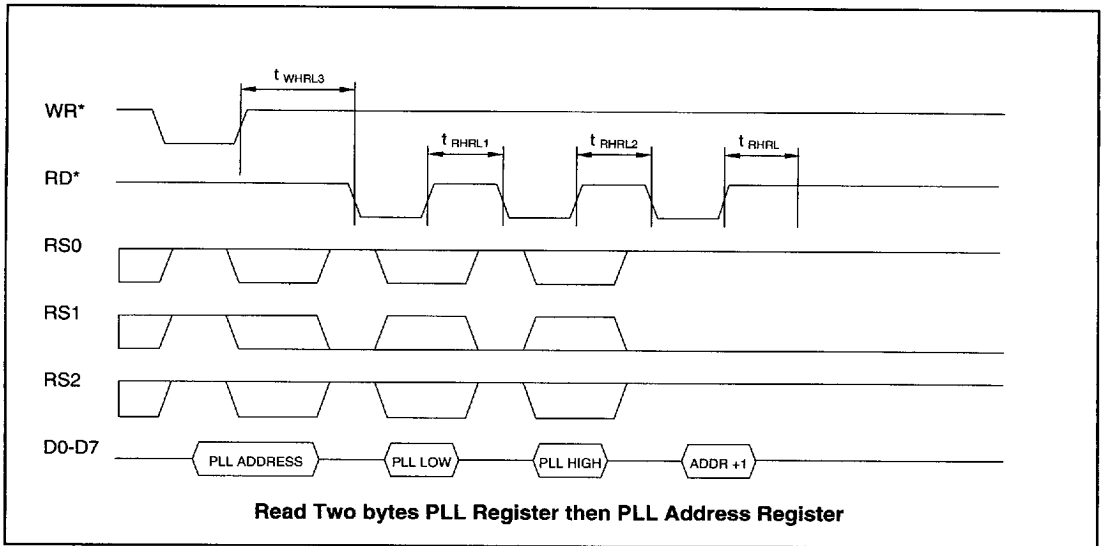 t WHRL3
WR*
t RHRL1 t RHRL2 t RHRL
RD*
RS0
RS1
RS2
D0-D7 PLL ADDRESS PLL LOW PLL HIGH ADDR +1
Read Two bytes PLL Register then PLL Address Register